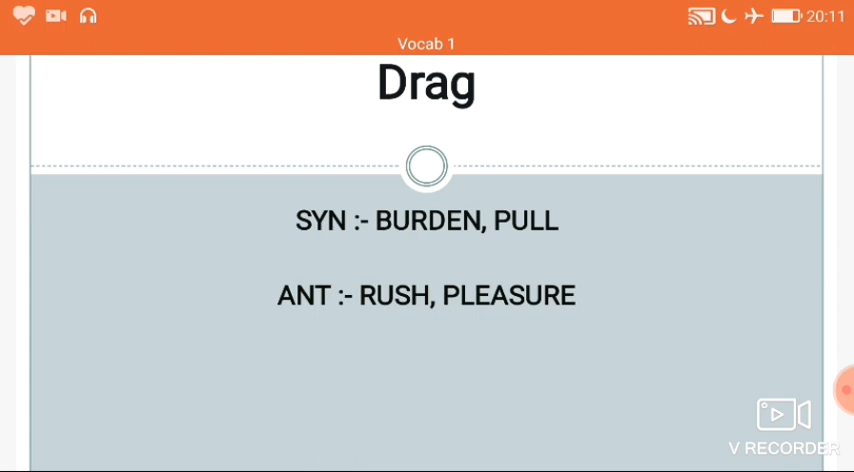 20:11
Vocab 1
Drag
SYN :- BURDEN, PULL
ANT :- RUSH, PLEASURE
V RECORDER